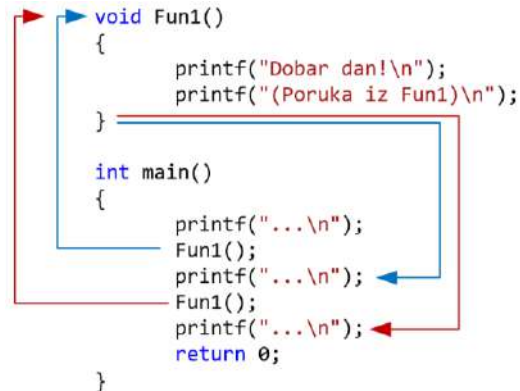 void Fun1()
{
printf("Dobar dan!\n");
printf("(Poruka iz Fun1)\n");
}
int main()
{
printf("...\n");
Fun1();
printf("...\n");
Fun1();
printf("...\n");
return 0;
}